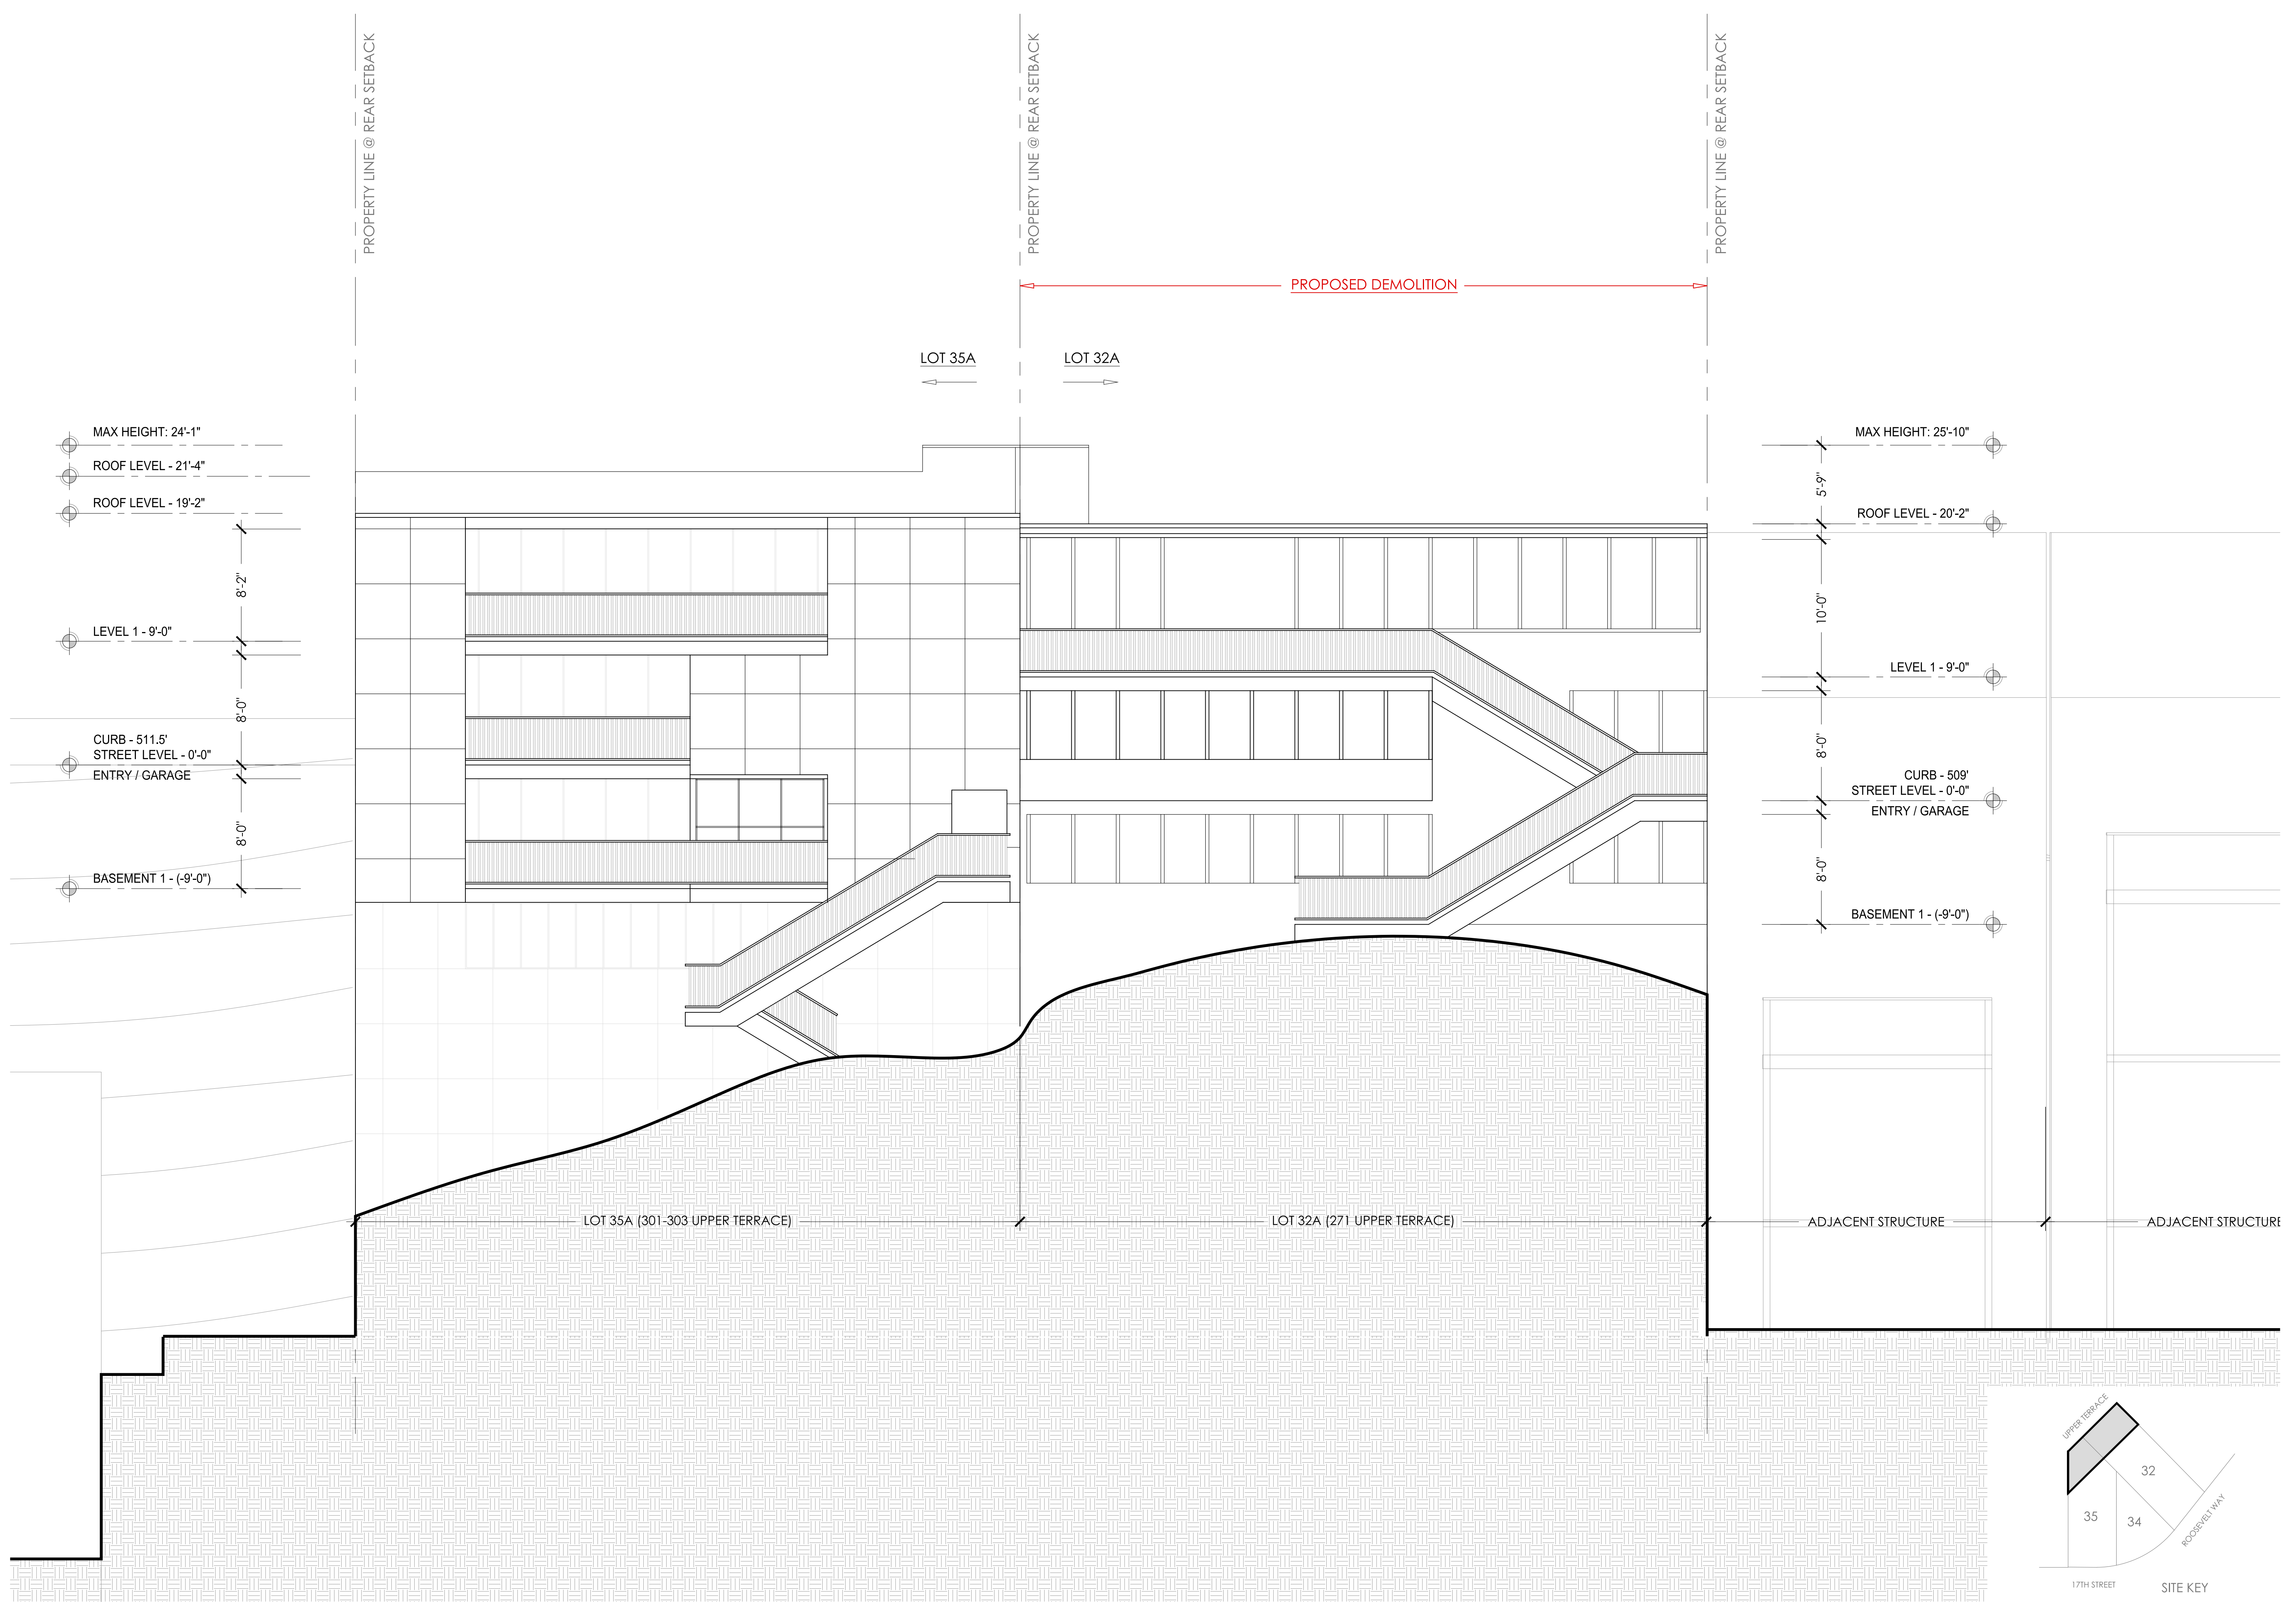 PROPERTY LINE @ REAR SETBACK
PROPERTY LINE @ REAR SETBACK
PROPERTY LINE @ REAR SETBACK
PROPOSED DEMOLITION
LOT 35A
LOT 32A
MAX HEIGHT: 24'-1"
ROOF LEVEL - 21'-4"
ROOF LEVEL - 19'-2"
8'-2"
LEVEL 1 - 9'-0"
8'-0"
CURB - 511.5'
STREET LEVEL - 0'-0"
ENTRY / GARAGE
8'-0"
BASEMENT 1 - (-9'-0")
MAX HEIGHT: 25'-10"
5'-9"
ROOF LEVEL - 20'-2"
10'-0"
LEVEL 1 - 9'-0"
8'-0"
CURB - 509'
STREET LEVEL - 0'-0"
ENTRY / GARAGE
8'-0"
BASEMENT 1 - (-9'-0")
LOT 35A (301-303 UPPER TERRACE)
LOT 32A (271 UPPER TERRACE)
ADJACENT STRUCTURE
ADJACENT STRUCTURE
UPPER TERRACE
32
35
34
ROOSEVELT WAY
17TH STREET
SITE KEY